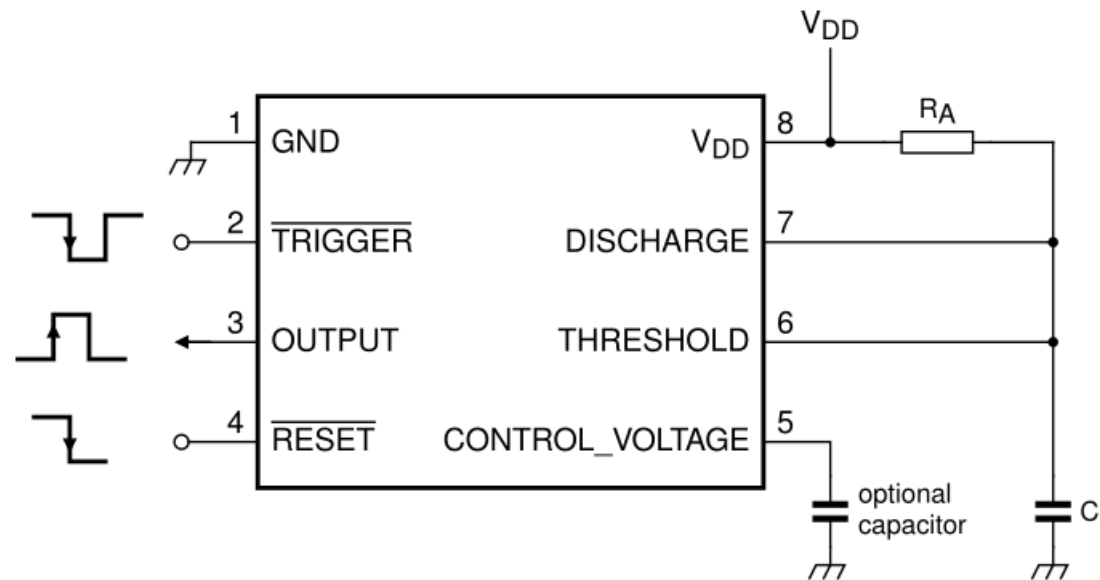 V_DD
R_A
1
GND
V_DD
8
2
TRIGGER
DISCHARGE
7
3
OUTPUT
THRESHOLD
6
4
RESET
CONTROL_VOLTAGE
5
optional
capacitor
C